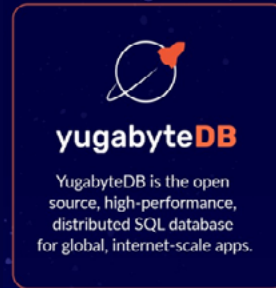 yugabyteDB
YugabyteDB is the open
source, high-performance,
distributed SQL database
for global, internet-scale apps.